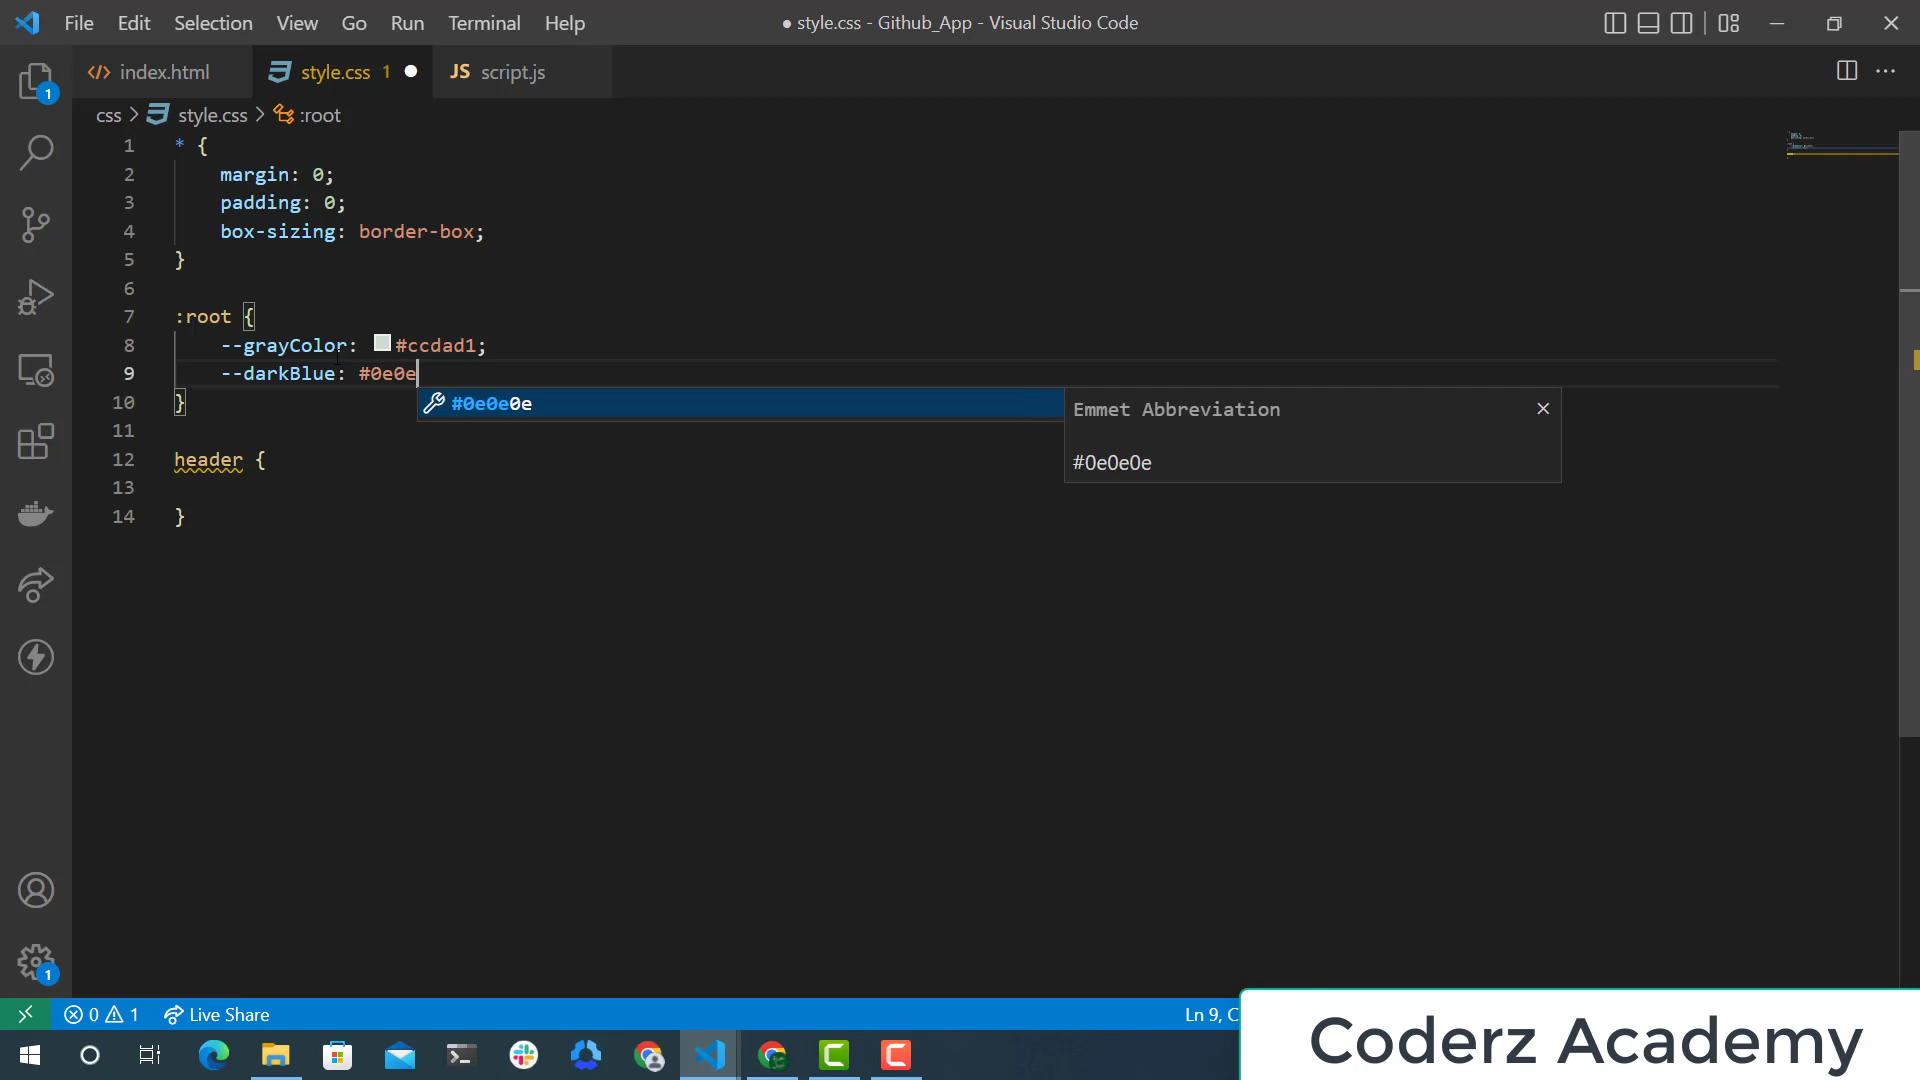 File Edit Selection View Go Run Terminal Help
● style.css - Github_App - Visual Studio Code
index.html
style.css 1 ●
JS script.js
css > style.css > :root
1 * {
2 margin: 0;
3 padding: 0;
4 box-sizing: border-box;
5 }
6
7 :root {
8 --grayColor: #ccdad1;
9 --darkBlue: #0e0e
10 }
11
12 header {
13
14 }
#0e0e0e
Emmet Abbreviation
#0e0e0e
1
1
0 1 Live Share
Ln 9, C
Coderz Academy